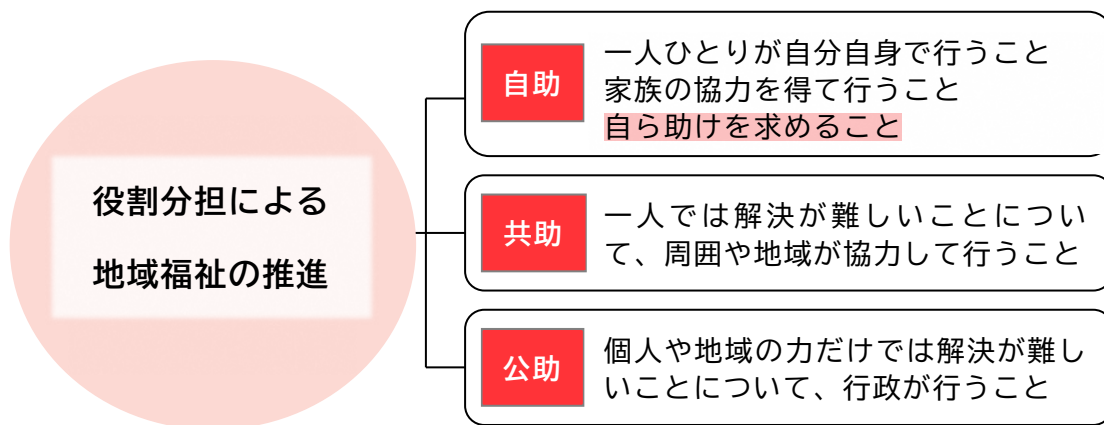 役割分担による
地域福祉の推進
自助
一人ひとりが自分自身で行うこと
家族の協力を得て行うこと
自ら助けを求めること
共助
一人では解決が難しいことについ
て、周囲や地域が協力して行うこと
公助
個人や地域の力だけでは解決が難し
いことについて、行政が行うこと